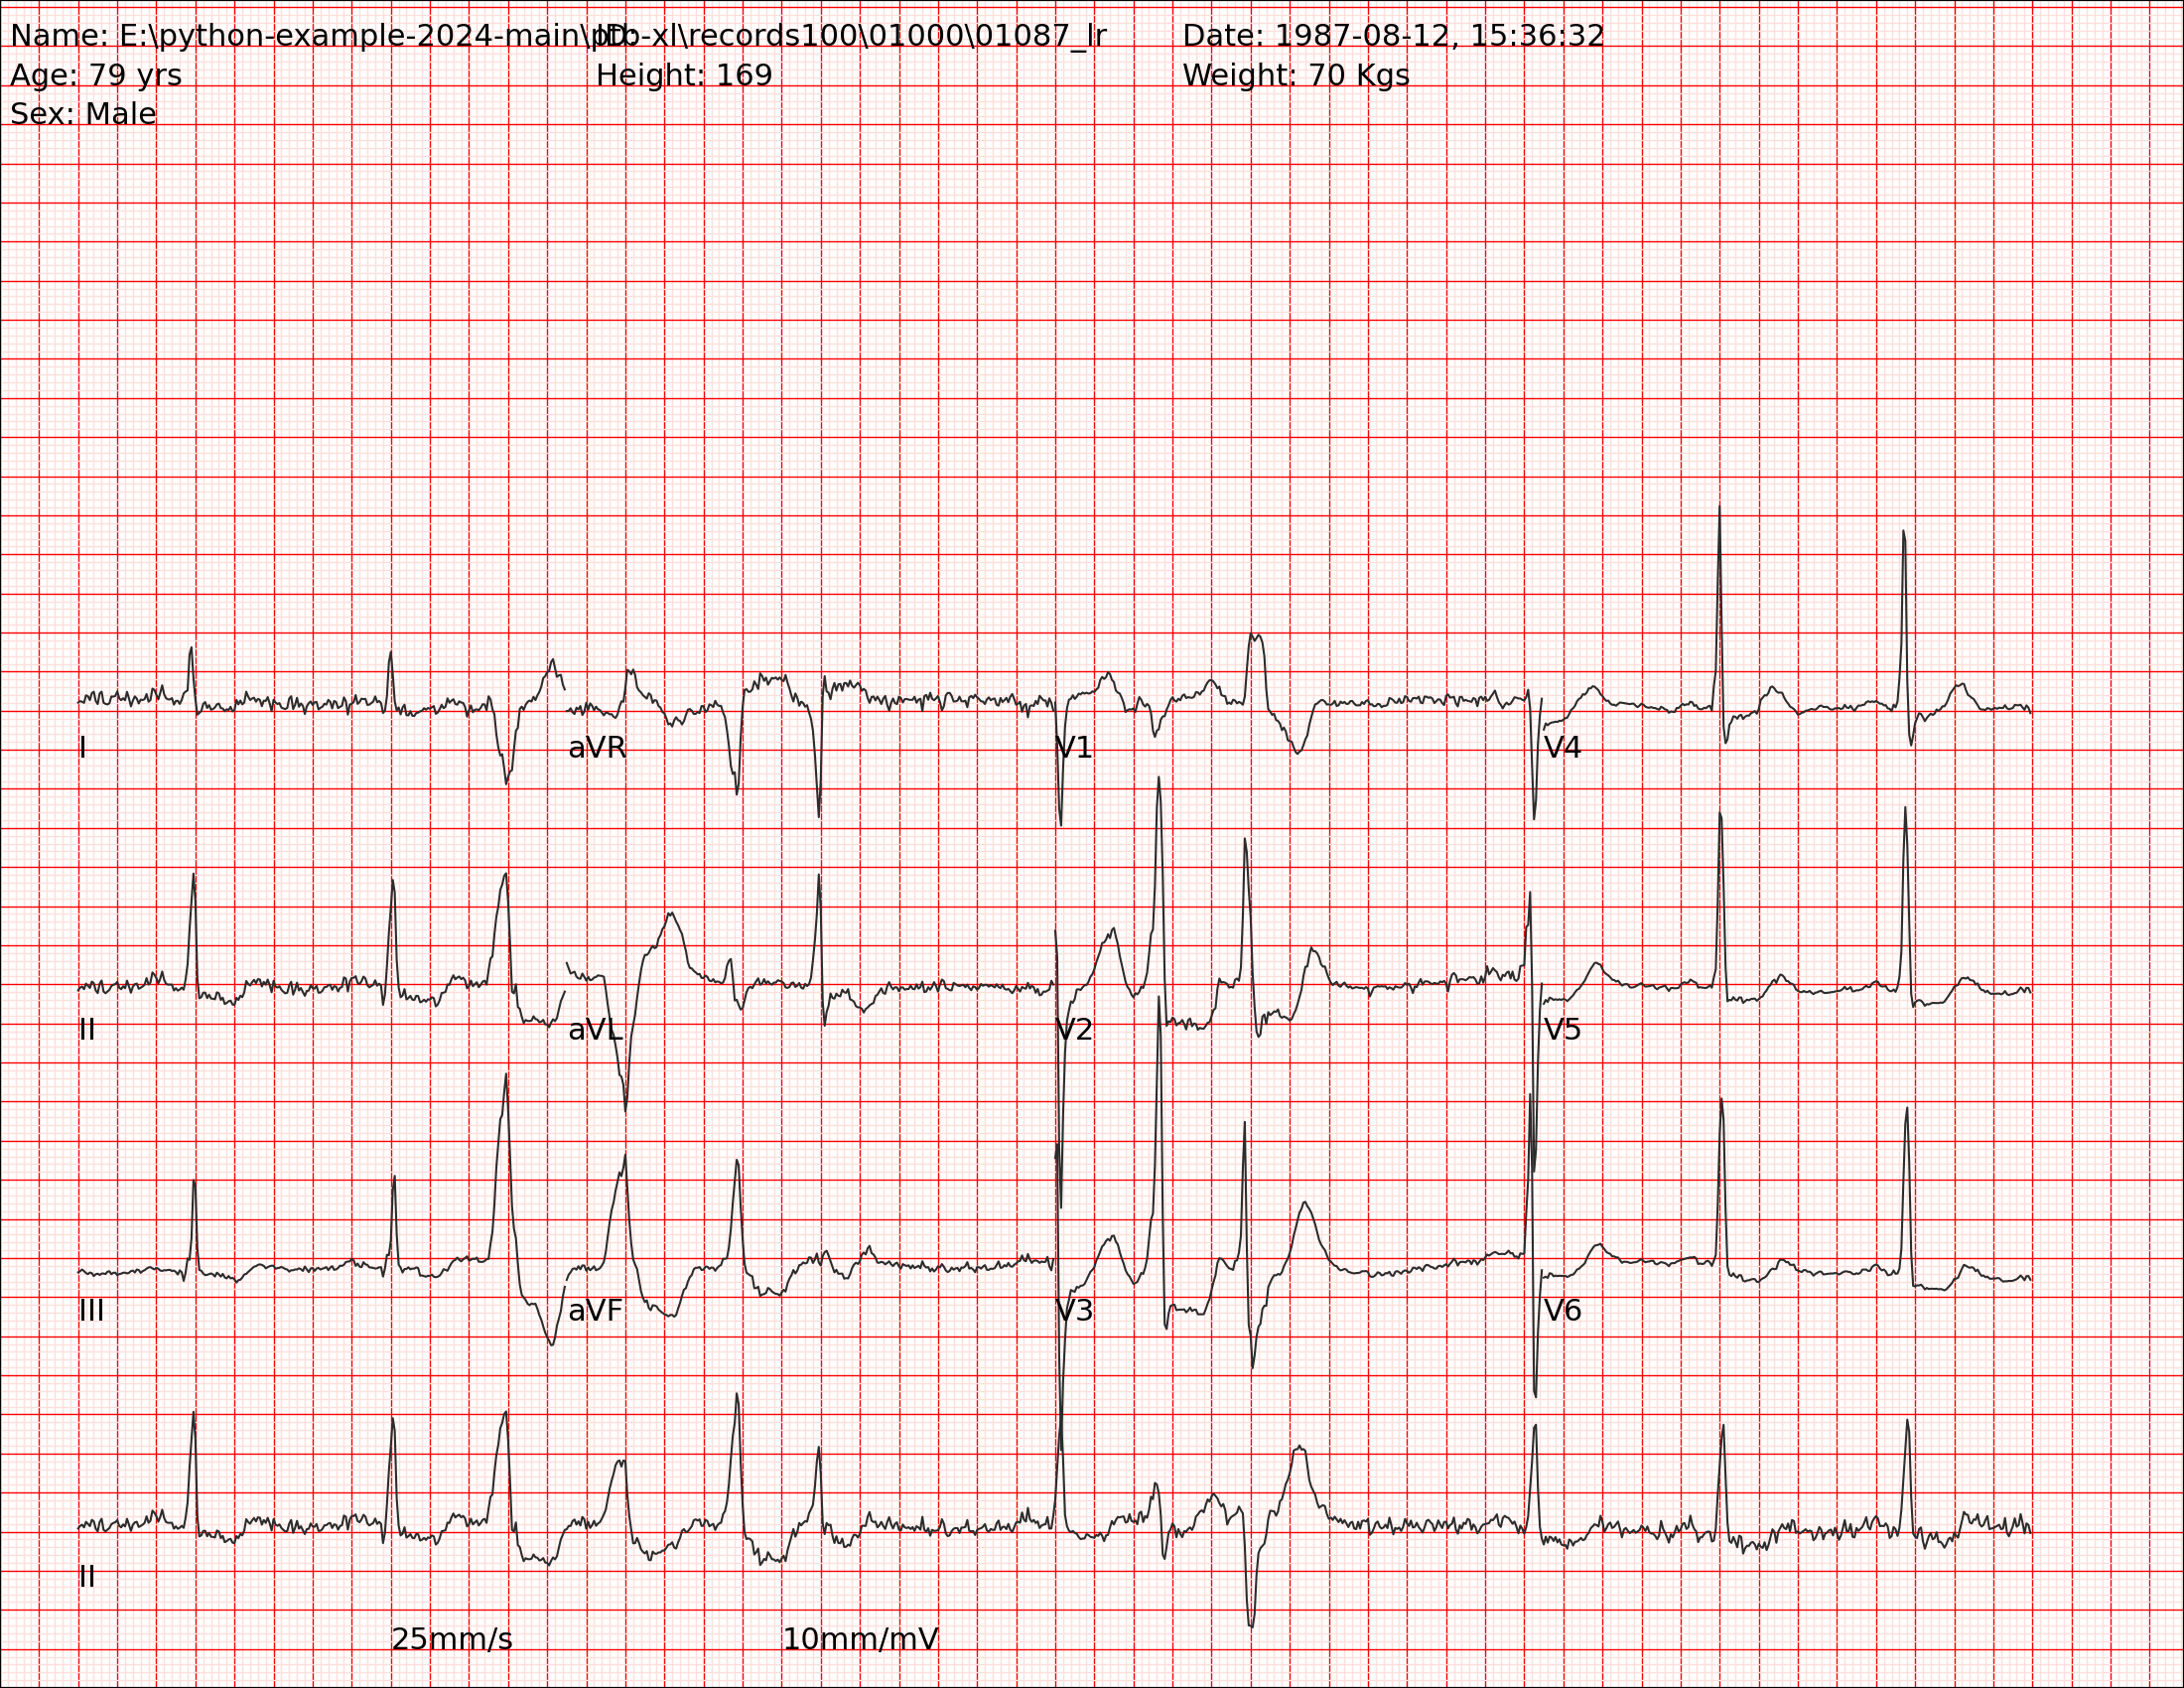 Name: E:\python-example-2024-main\ptb-xl\records100\01000\01087_lr
ID:
Date: 1987-08-12, 15:36:32
Age: 79 yrs
Height: 169
Weight: 70 Kgs
Sex: Male
I
aVR
V1
V4
II
aVL
V2
V5
III
aVF
V3
V6
II
25mm/s
10mm/mV